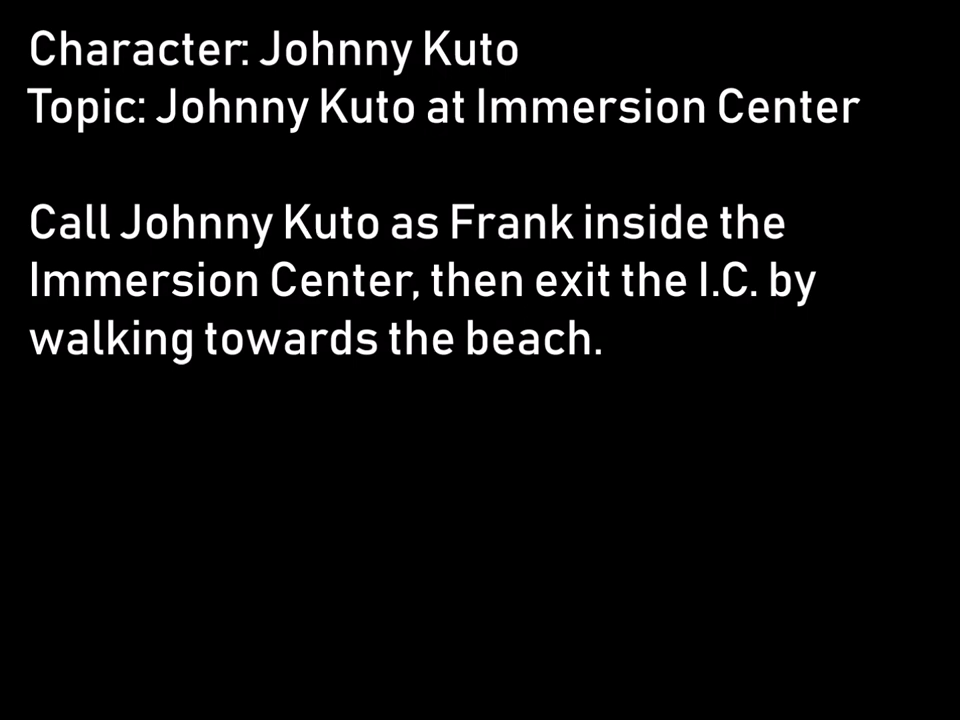 Character: Johnny Kuto
Topic: Johnny Kuto at Immersion Center
Call Johnny Kuto as Frank inside the
Immersion Center, then exit the I.C. by
walking towards the beach.